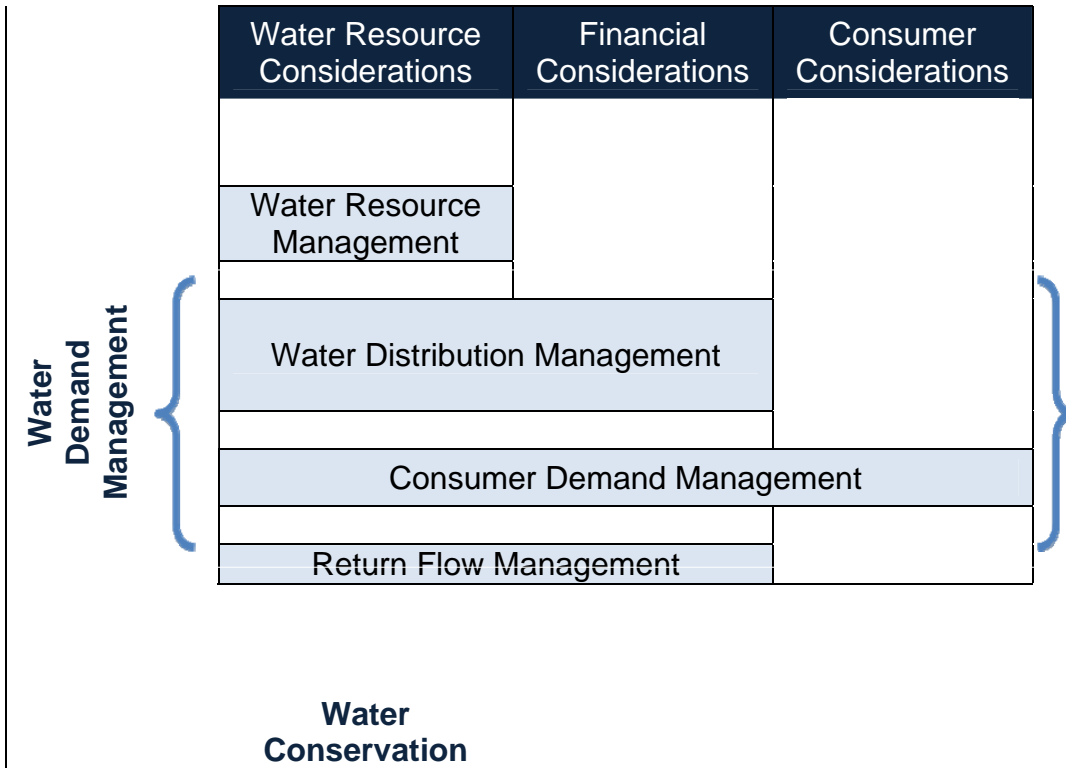 Water Resource
Considerations
Financial
Considerations
Consumer
Considerations
Water Resource
Management
Water Distribution Management
Consumer Demand Management
Return Flow Management
Water
Demand
Management
Water
Conservation